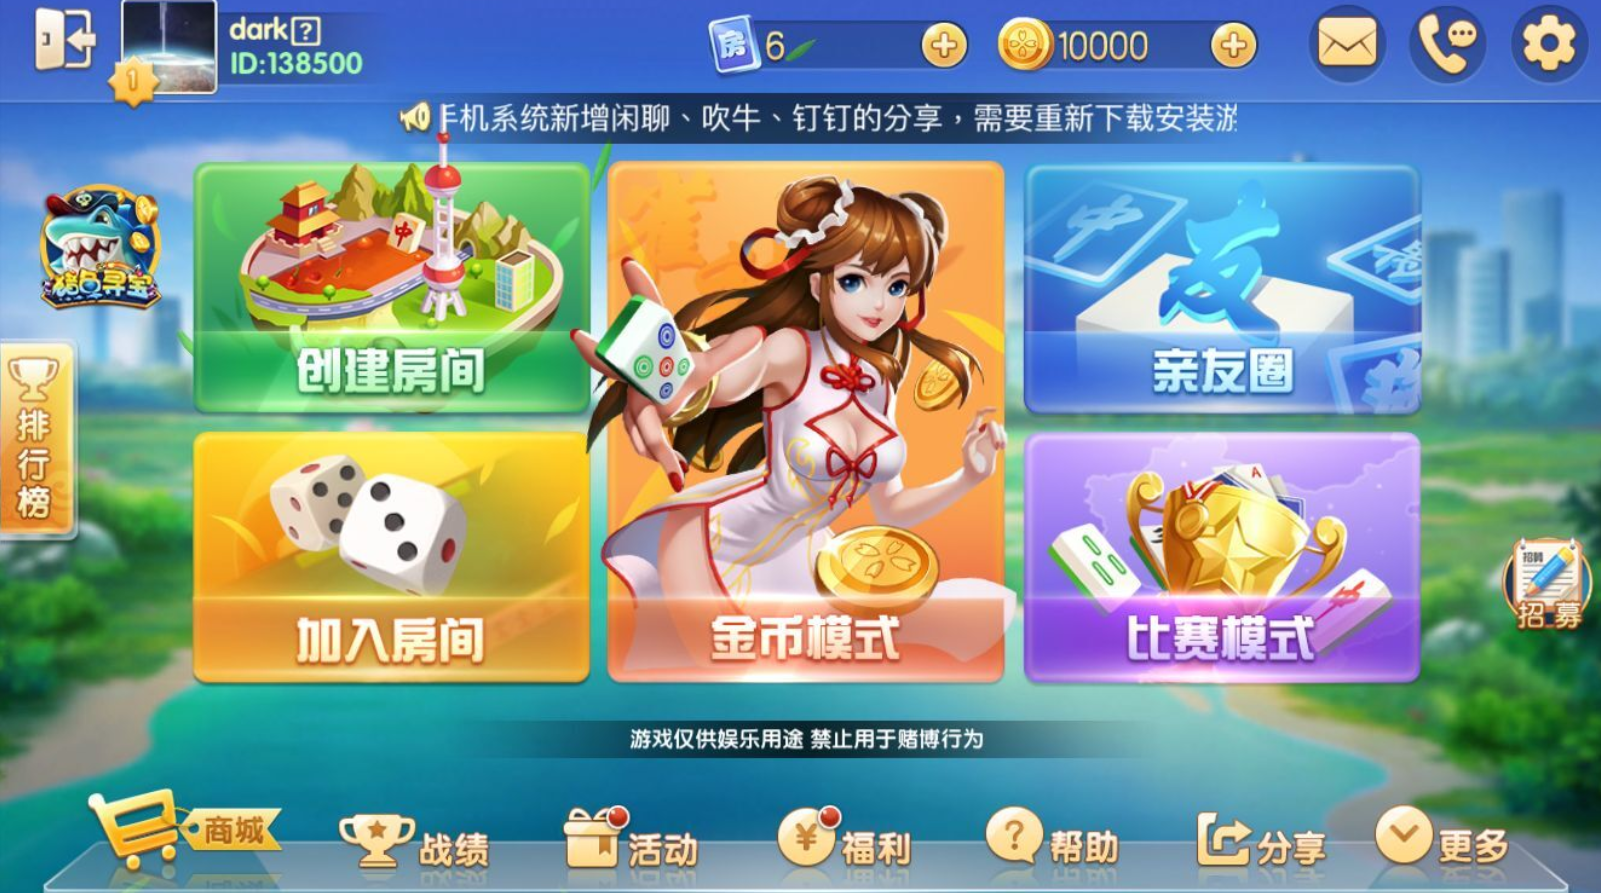 dark?
ID:138500
房
6
10000
1
手机系统新增闲聊、吹牛、钉钉的分享，需要重新下载安装游
创建房间
中
金币模式
友
亲友圈
猎鱼寻宝
排行榜
加入房间
A
比赛模式
招聘
招募
游戏仅供娱乐用途 禁止用于赌博行为
商城
战绩
活动
福利
帮助
分享
更多